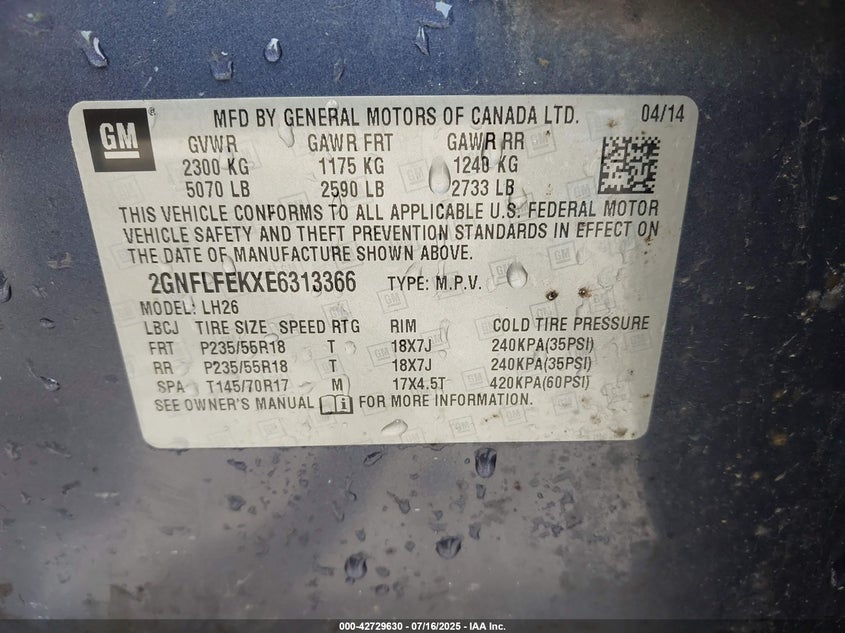 GM
®
MFD BY GENERAL MOTORS OF CANADA LTD. 04/14
GVWR GAWR FRT GAWR RR
2300 KG 1175 KG 1240 KG
5070 LB 2590 LB 2733 LB
THIS VEHICLE CONFORMS TO ALL APPLICABLE U.S. FEDERAL MOTOR
VEHICLE SAFETY AND THEFT PREVENTION STANDARDS IN EFFECT ON
THE DATE OF MANUFACTURE SHOWN ABOVE.
2GNFLFEKXE6313366 TYPE: M.P.V.
MODEL: LH26
LBCJ TIRE SIZE SPEED RTG RIM COLD TIRE PRESSURE
FRT P235/55R18 T 18X7J 240KPA(35PSI)
RR P235/55R18 T 18X7J 240KPA(35PSI)
SPA T145/70R17 M 17X4.5T 420KPA(60PSI)
SEE OWNER'S MANUAL FOR MORE INFORMATION.
000-42729630 - 07/16/2025 - IAA Inc.